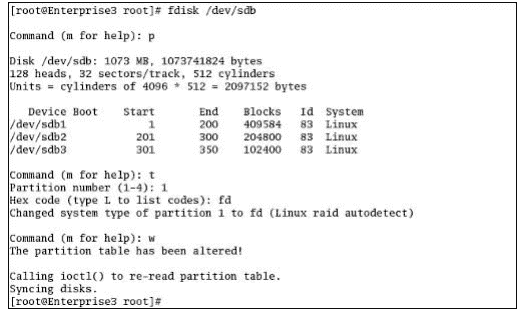 [root@Enterprise3 root]# fdisk /dev/sdb
Command (m for help): p
Disk /dev/sdb: 1073 MB, 1073741824 bytes
128 heads, 32 sectors/track, 512 cylinders
Units = cylinders of 4096 * 512 = 2097152 bytes
Device Boot Start End Blocks Id System
/dev/sdb1 1 200 409584 83 Linux
/dev/sdb2 201 300 204800 83 Linux
/dev/sdb3 301 350 102400 83 Linux
Command (m for help): t
Partition number (1-4): 1
Hex code (type L to list codes): fd
Changed system type of partition 1 to fd (Linux raid autodetect)
Command (m for help): w
The partition table has been altered!
Calling ioctl() to re-read partition table.
Syncing disks.
[root@Enterprise3 root]#